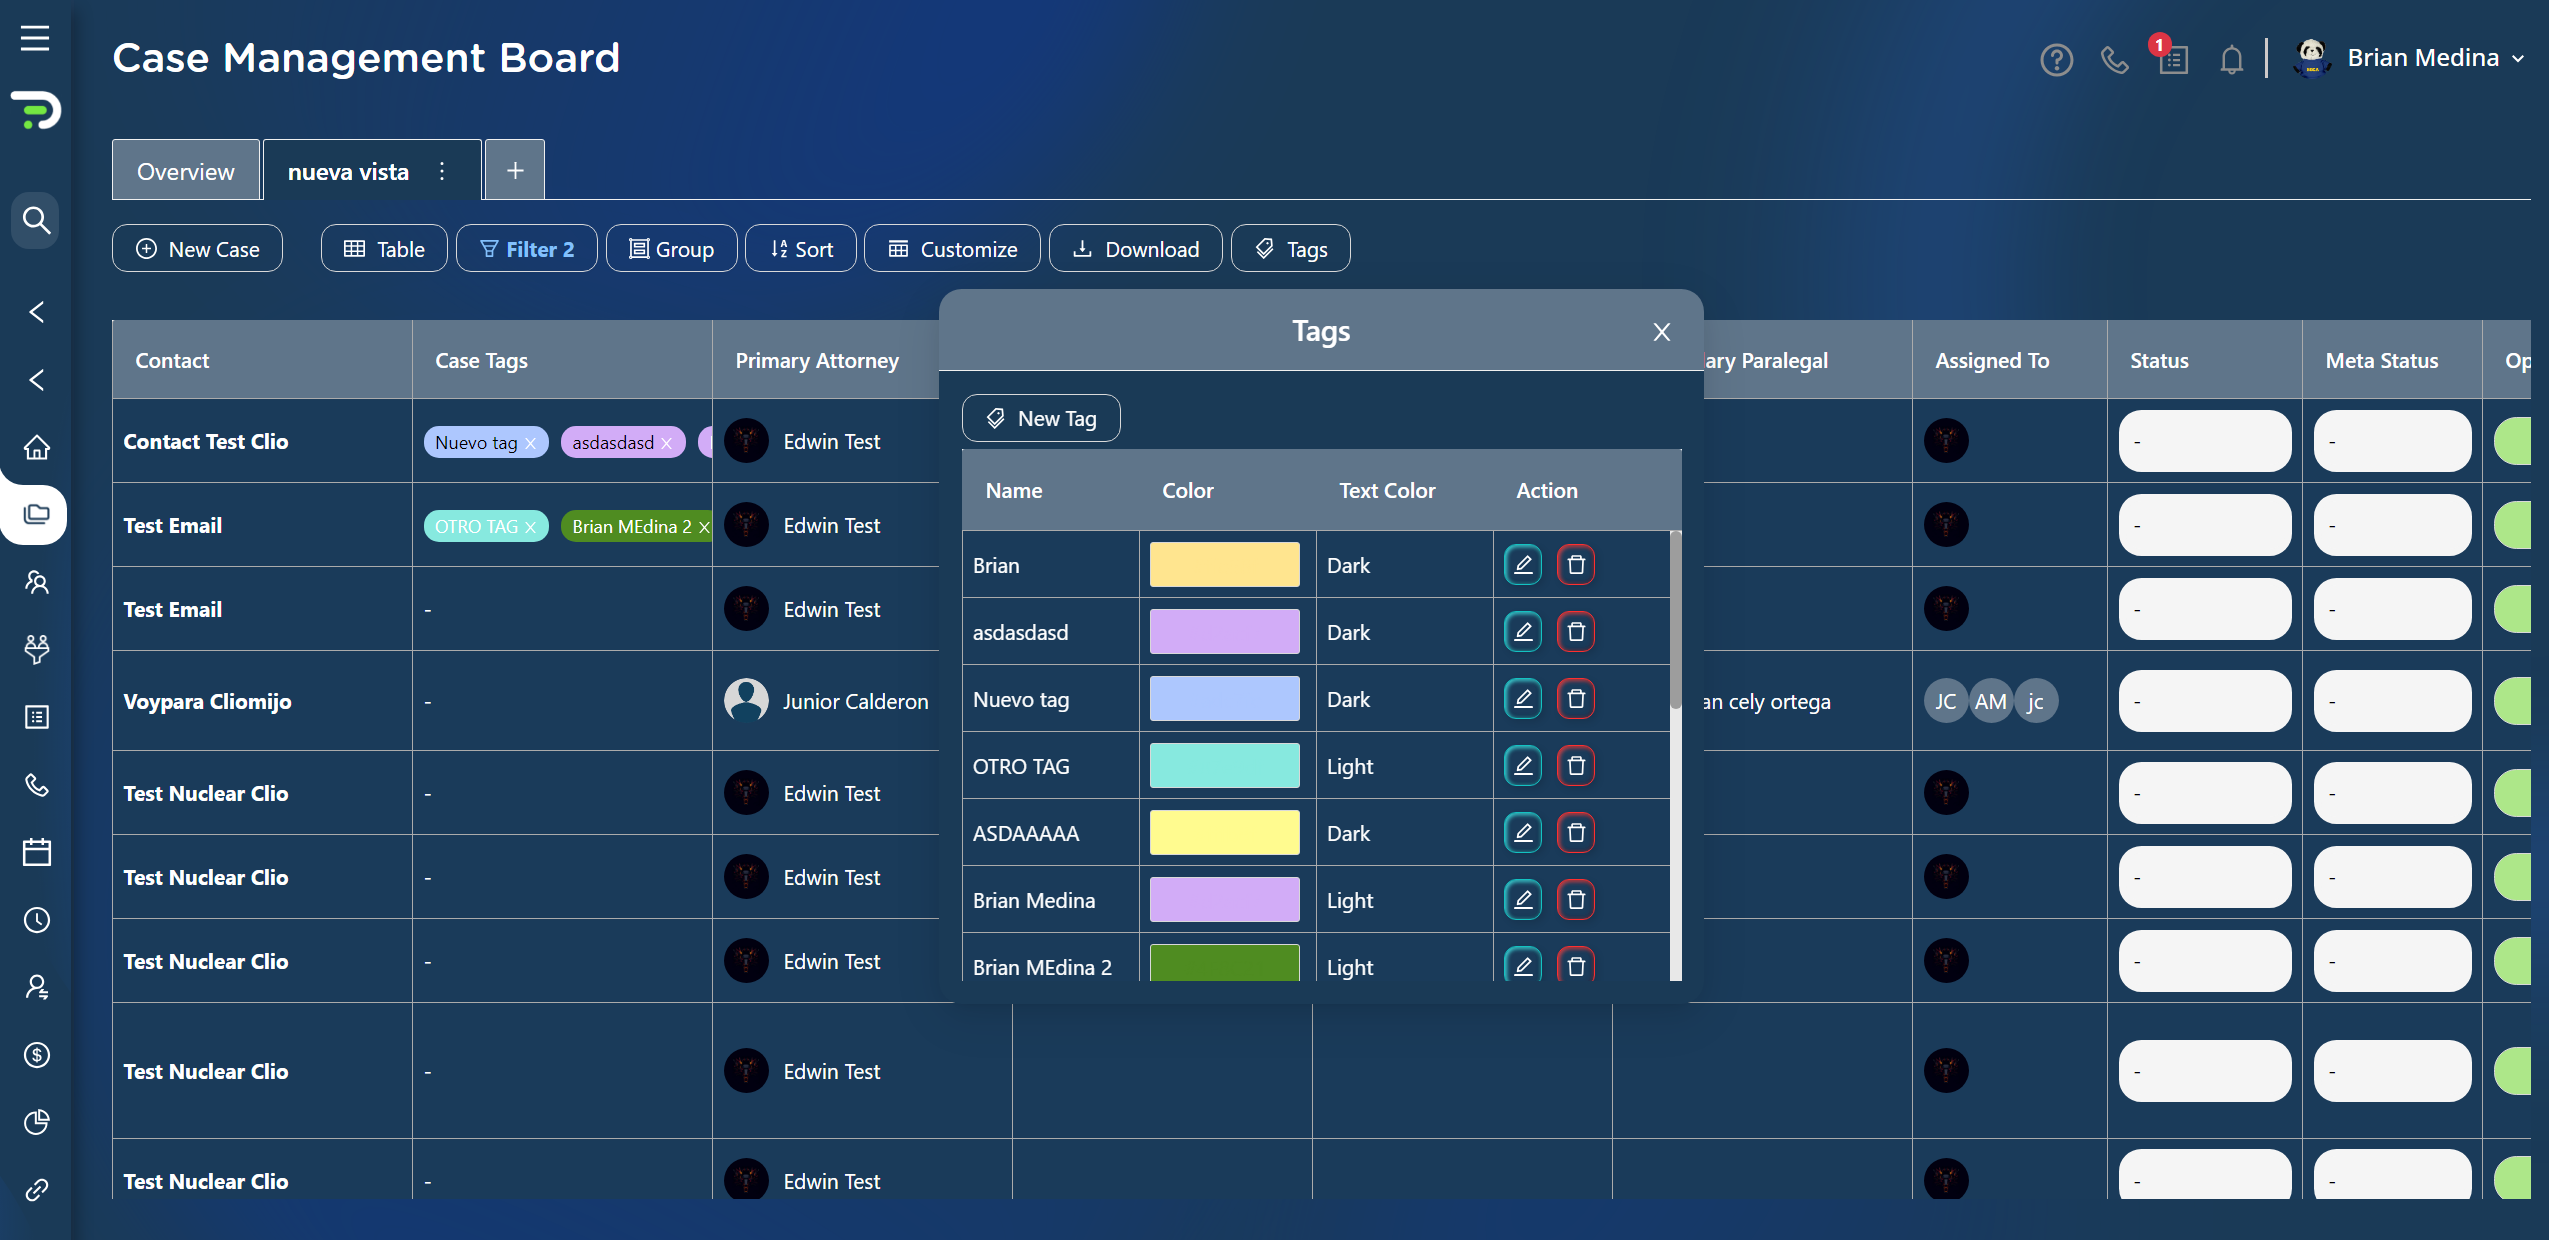 Case Management Board
1
Brian Medina
Overview
nueva vista
+
New Case
Table
Filter 2
Group
Sort
Customize
Download
Tags
Contact
Case Tags
Primary Attorney
ary Paralegal
Assigned To
Status
Meta Status
Op
Contact Test Clio
Nuevo tag X
asdasdasd X
Edwin Test
-
-
Test Email
OTRO TAG X
Brian MEdina 2 X
Edwin Test
-
-
Test Email
-
Edwin Test
-
-
Voypara Cliomijo
-
Junior Calderon
an cely ortega
JC
AM
jc
-
-
Test Nuclear Clio
-
Edwin Test
-
-
Test Nuclear Clio
-
Edwin Test
-
-
Test Nuclear Clio
-
Edwin Test
-
-
Test Nuclear Clio
-
Edwin Test
-
-
Test Nuclear Clio
-
Edwin Test
-
-
Tags
X
New Tag
Name
Color
Text Color
Action
Brian
Dark
asdasdasd
Dark
Nuevo tag
Dark
OTRO TAG
Light
ASDAAAAA
Dark
Brian Medina
Light
Brian MEdina 2
Light